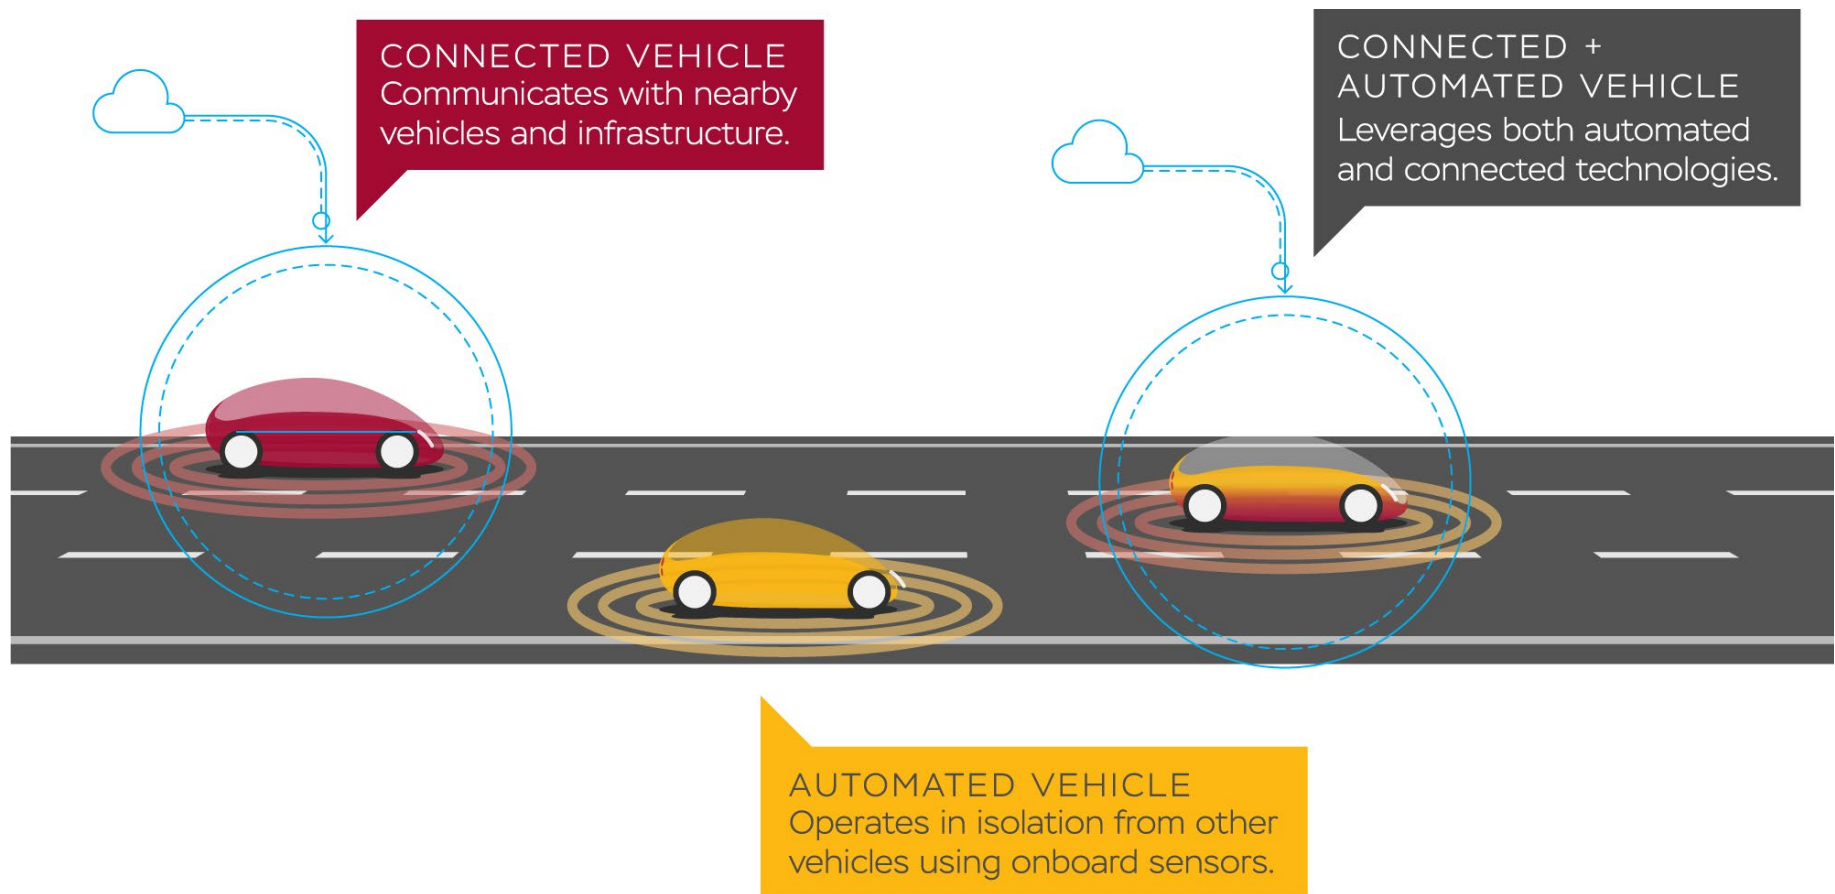 CONNECTED VEHICLE
Communicates with nearby
vehicles and infrastructure.
CONNECTED +
AUTOMATED VEHICLE
Leverages both automated
and connected technologies.
AUTOMATED VEHICLE
Operates in isolation from other
vehicles using onboard sensors.